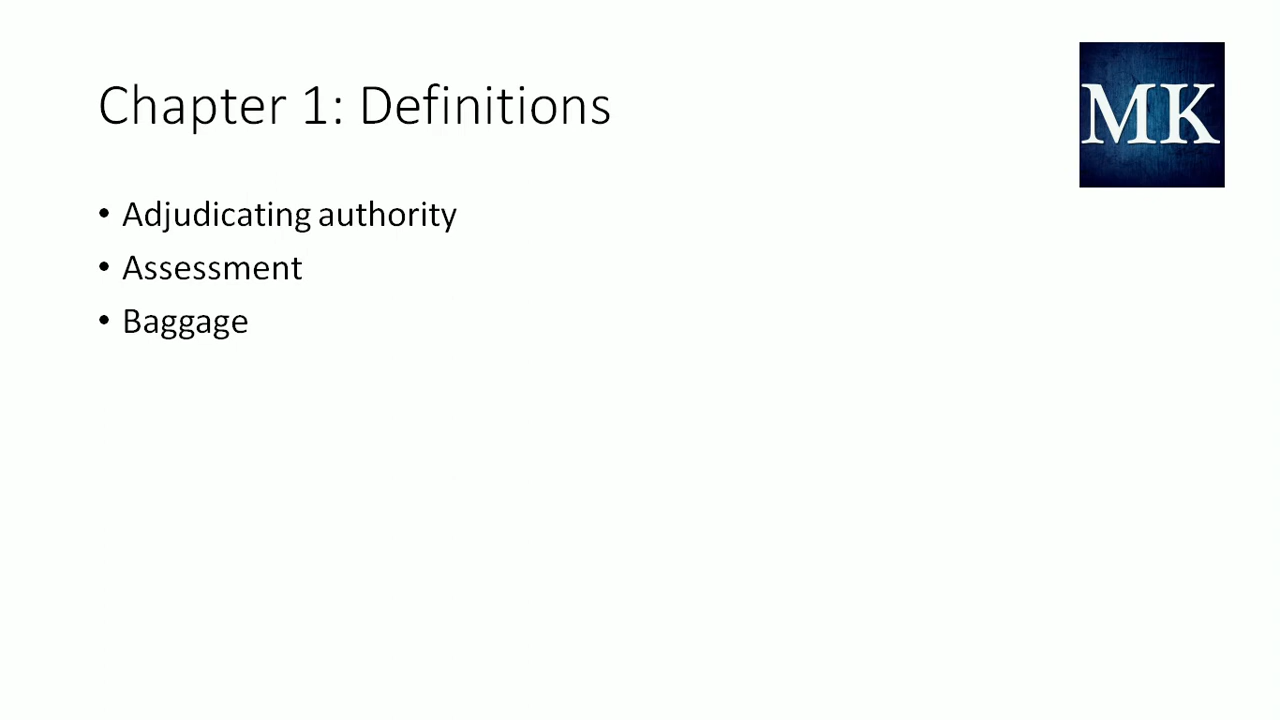 Chapter 1: Definitions
MK
• Adjudicating authority
• Assessment
• Baggage